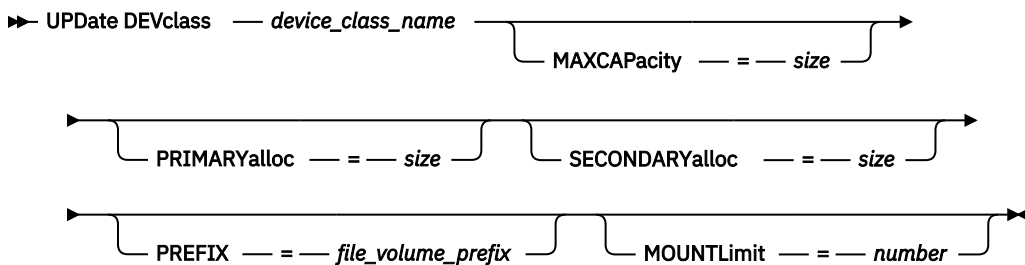 UPDate DEVclass — device_class_name
MAXCAPacity — = — size
PRIMARYalloc — = — size SECONDARYalloc — = — size
PREFIX — = — file_volume_prefix MOUNTLimit — = — number